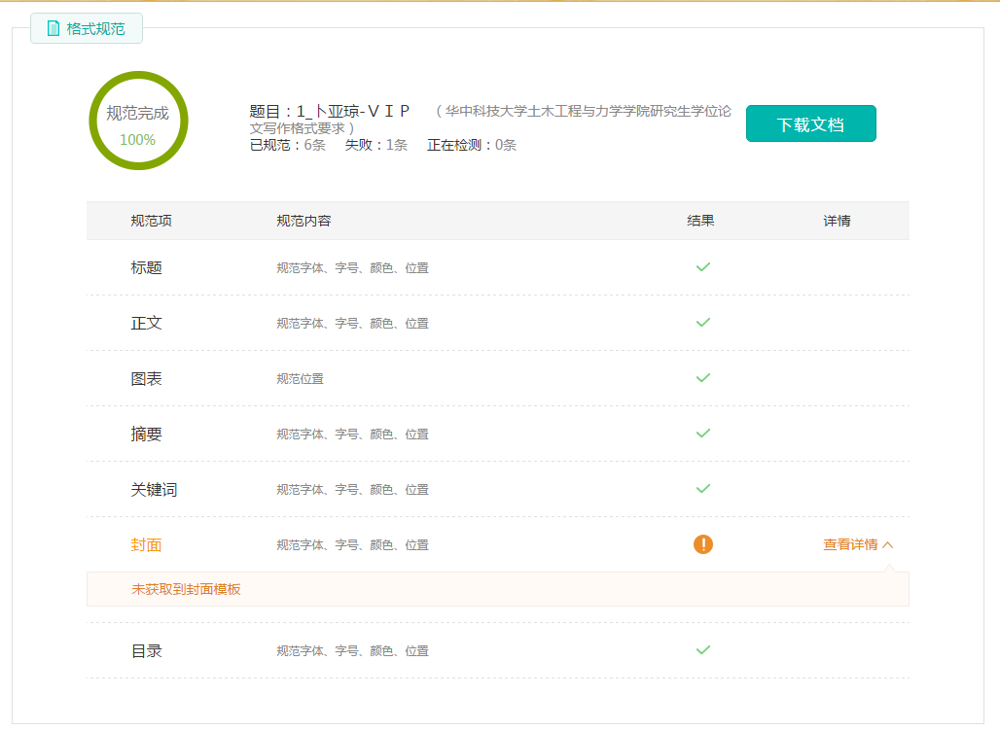 格式规范
规范完成
100%
题目：1_卜亚琼-ＶＩＰ （华中科技大学土木工程与力学学院研究生学位论
文写作格式要求）
已规范：6条 失败：1条 正在检测：0条
下载文档
规范项 规范内容 结果 详情
标题 规范字体、字号、颜色、位置
正文 规范字体、字号、颜色、位置
图表 规范位置
摘要 规范字体、字号、颜色、位置
关键词 规范字体、字号、颜色、位置
封面 规范字体、字号、颜色、位置 查看详情
未获取到封面模板
目录 规范字体、字号、颜色、位置